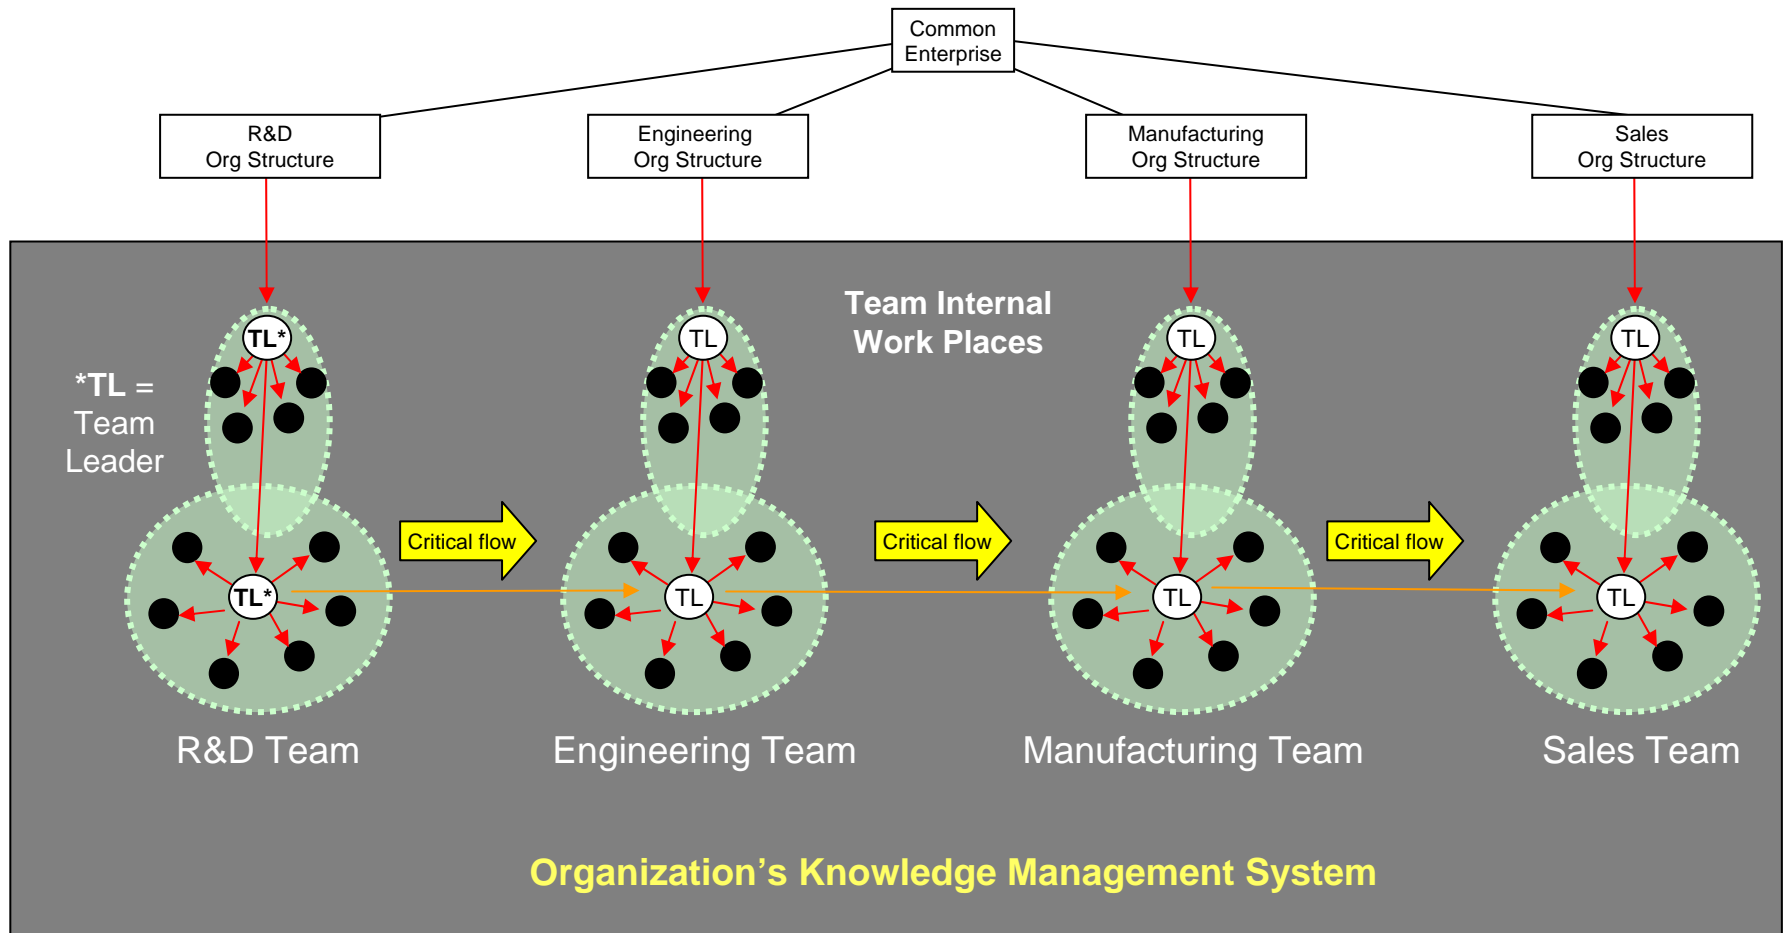 Common
Enterprise
R&D
Org Structure
Engineering
Org Structure
Manufacturing
Org Structure
Sales
Org Structure
Team Internal
Work Places
TL*
TL
TL
TL
*TL =
Team
Leader
Critical flow
Critical flow
Critical flow
TL*
TL
TL
TL
R&D Team
Engineering Team
Manufacturing Team
Sales Team
Organization’s Knowledge Management System